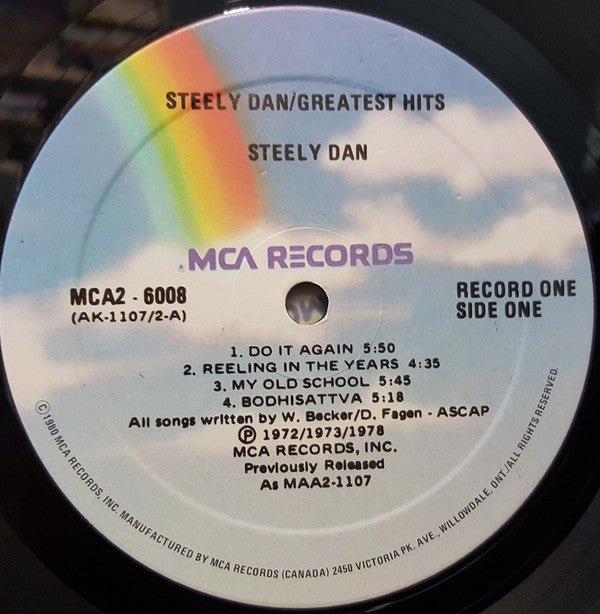 STEELY DAN/GREATEST HITS
STEELY DAN
MCA RECORDS
MCA2 - 6008
(AK-1107/2-A)
RECORD ONE
SIDE ONE
1. DO IT AGAIN 5:50
2. REELING IN THE YEARS 4:35
3. MY OLD SCHOOL 5:45
4. BODHISATTVA 5:18
All songs written by W. Becker/D. Fagen - ASCAP
Ⓟ 1972/1973/1978
MCA RECORDS, INC.
Previously Released
As MAA2-1107
©1980 MCA RECORDS, INC. MANUFACTURED BY MCA RECORDS (CANADA) 2450 VICTORIA PK. AVE., WILLOWDALE, ONT./ALL RIGHTS RESERVED.